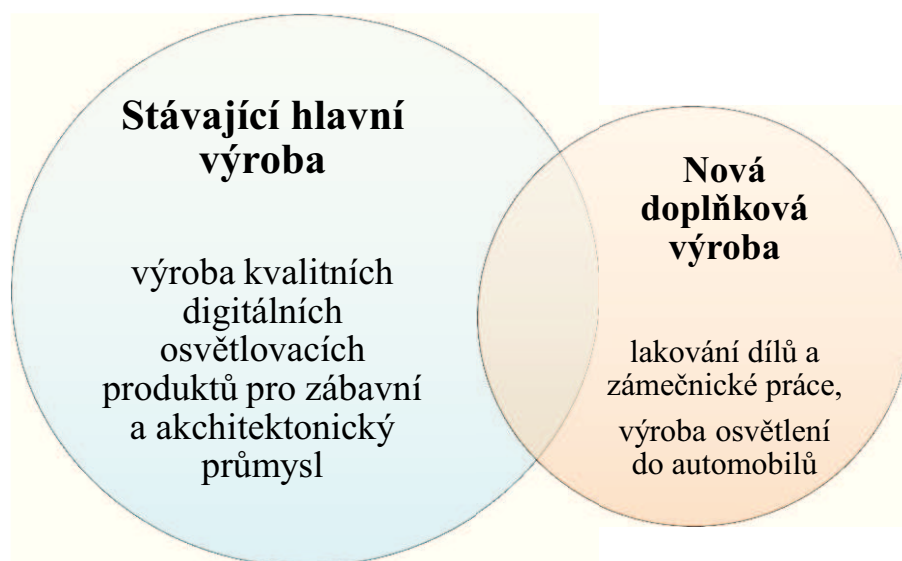 Stávající hlavní
výroba
výroba kvalitních
digitálních
osvětlovacích
produktů pro zábavní
a akchitektonický
průmysl
Nová
doplňková
výroba
lakování dílů a
zámečnické práce,
výroba osvětlení
do automobilů